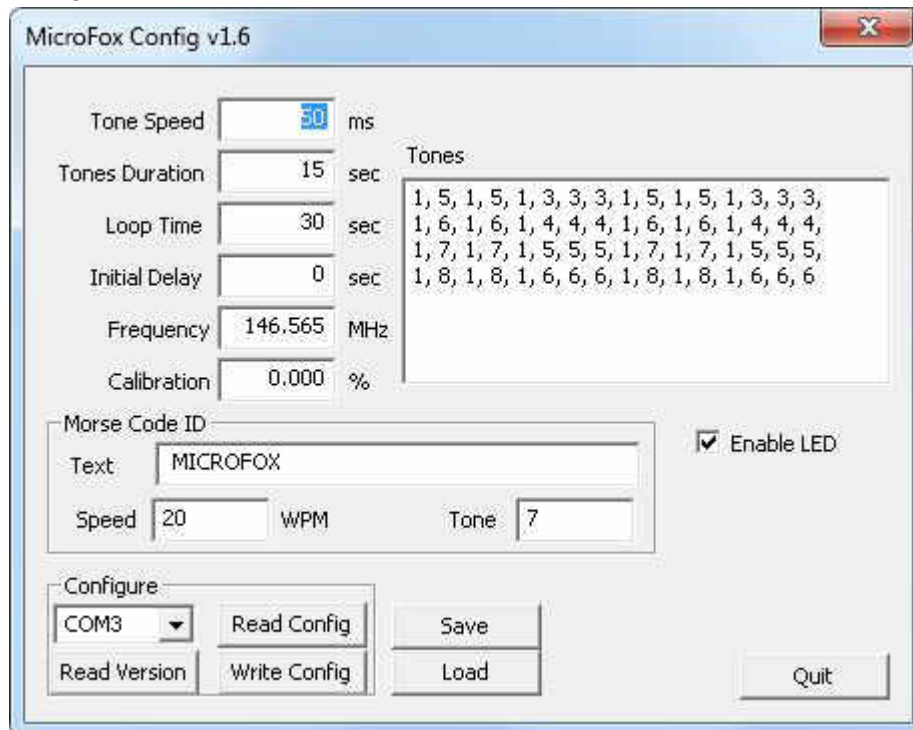 MicroFox Config v1.6
Tone Speed 50 ms
Tones Duration 15 sec
Loop Time 30 sec
Initial Delay 0 sec
Frequency 146.565 MHz
Calibration 0.000 %
Tones
1, 5, 1, 5, 1, 3, 3, 3, 1, 5, 1, 5, 1, 3, 3, 3,
1, 6, 1, 6, 1, 4, 4, 4, 1, 6, 1, 6, 1, 4, 4, 4,
1, 7, 1, 7, 1, 5, 5, 5, 1, 7, 1, 7, 1, 5, 5, 5,
1, 8, 1, 8, 1, 6, 6, 6, 1, 8, 1, 8, 1, 6, 6, 6
Morse Code ID
Text MICROFOX
Speed 20 WPM Tone 7
Enable LED
Configure
COM3 Read Config Save
Read Version Write Config Load
Quit